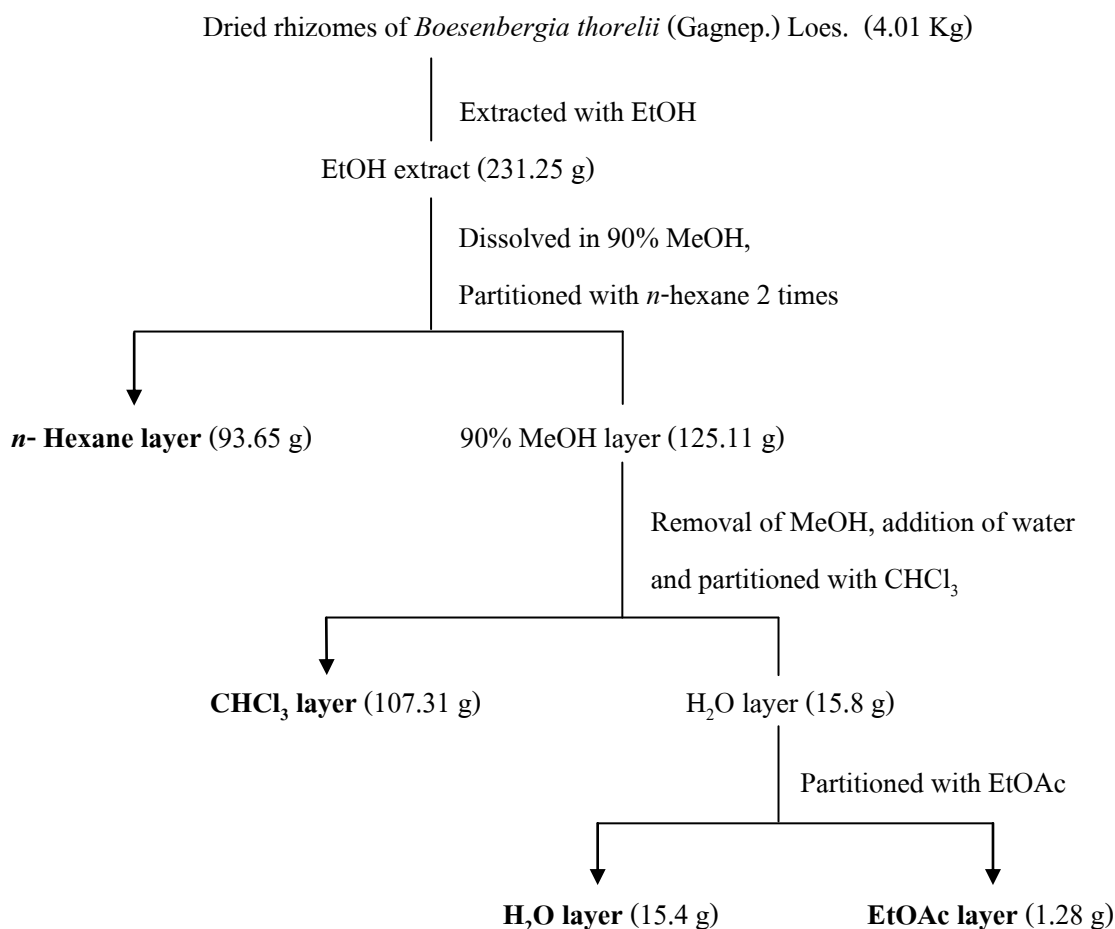 Dried rhizomes of Boesenbergia thorelii (Gagnep.) Loes. (4.01 Kg)
Extracted with EtOH
EtOH extract (231.25 g)
Dissolved in 90% MeOH,
Partitioned with n-hexane 2 times
n- Hexane layer (93.65 g)
90% MeOH layer (125.11 g)
Removal of MeOH, addition of water
and partitioned with CHCl₃
CHCl₃ layer (107.31 g)
H₂O layer (15.8 g)
Partitioned with EtOAc
H₂O layer (15.4 g)
EtOAc layer (1.28 g)